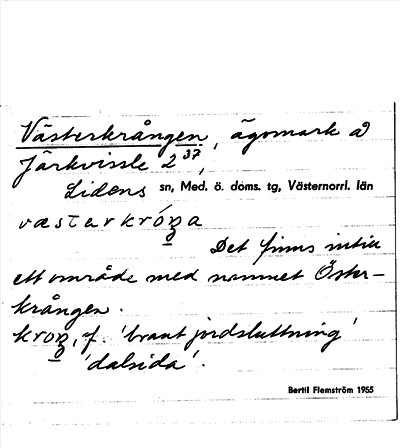 Västerkrången, ägomark å
Järkvissle 2³⁷,
Lidens sn, Med. ö. doms. tg, Västernorrl. län
væstarkróŋa
Det finns intill
ett område med namnet Öster-
krången.
kroŋ, f. 'brant jordsluttning'
'dalsida'.
Bertil Flemström 1955